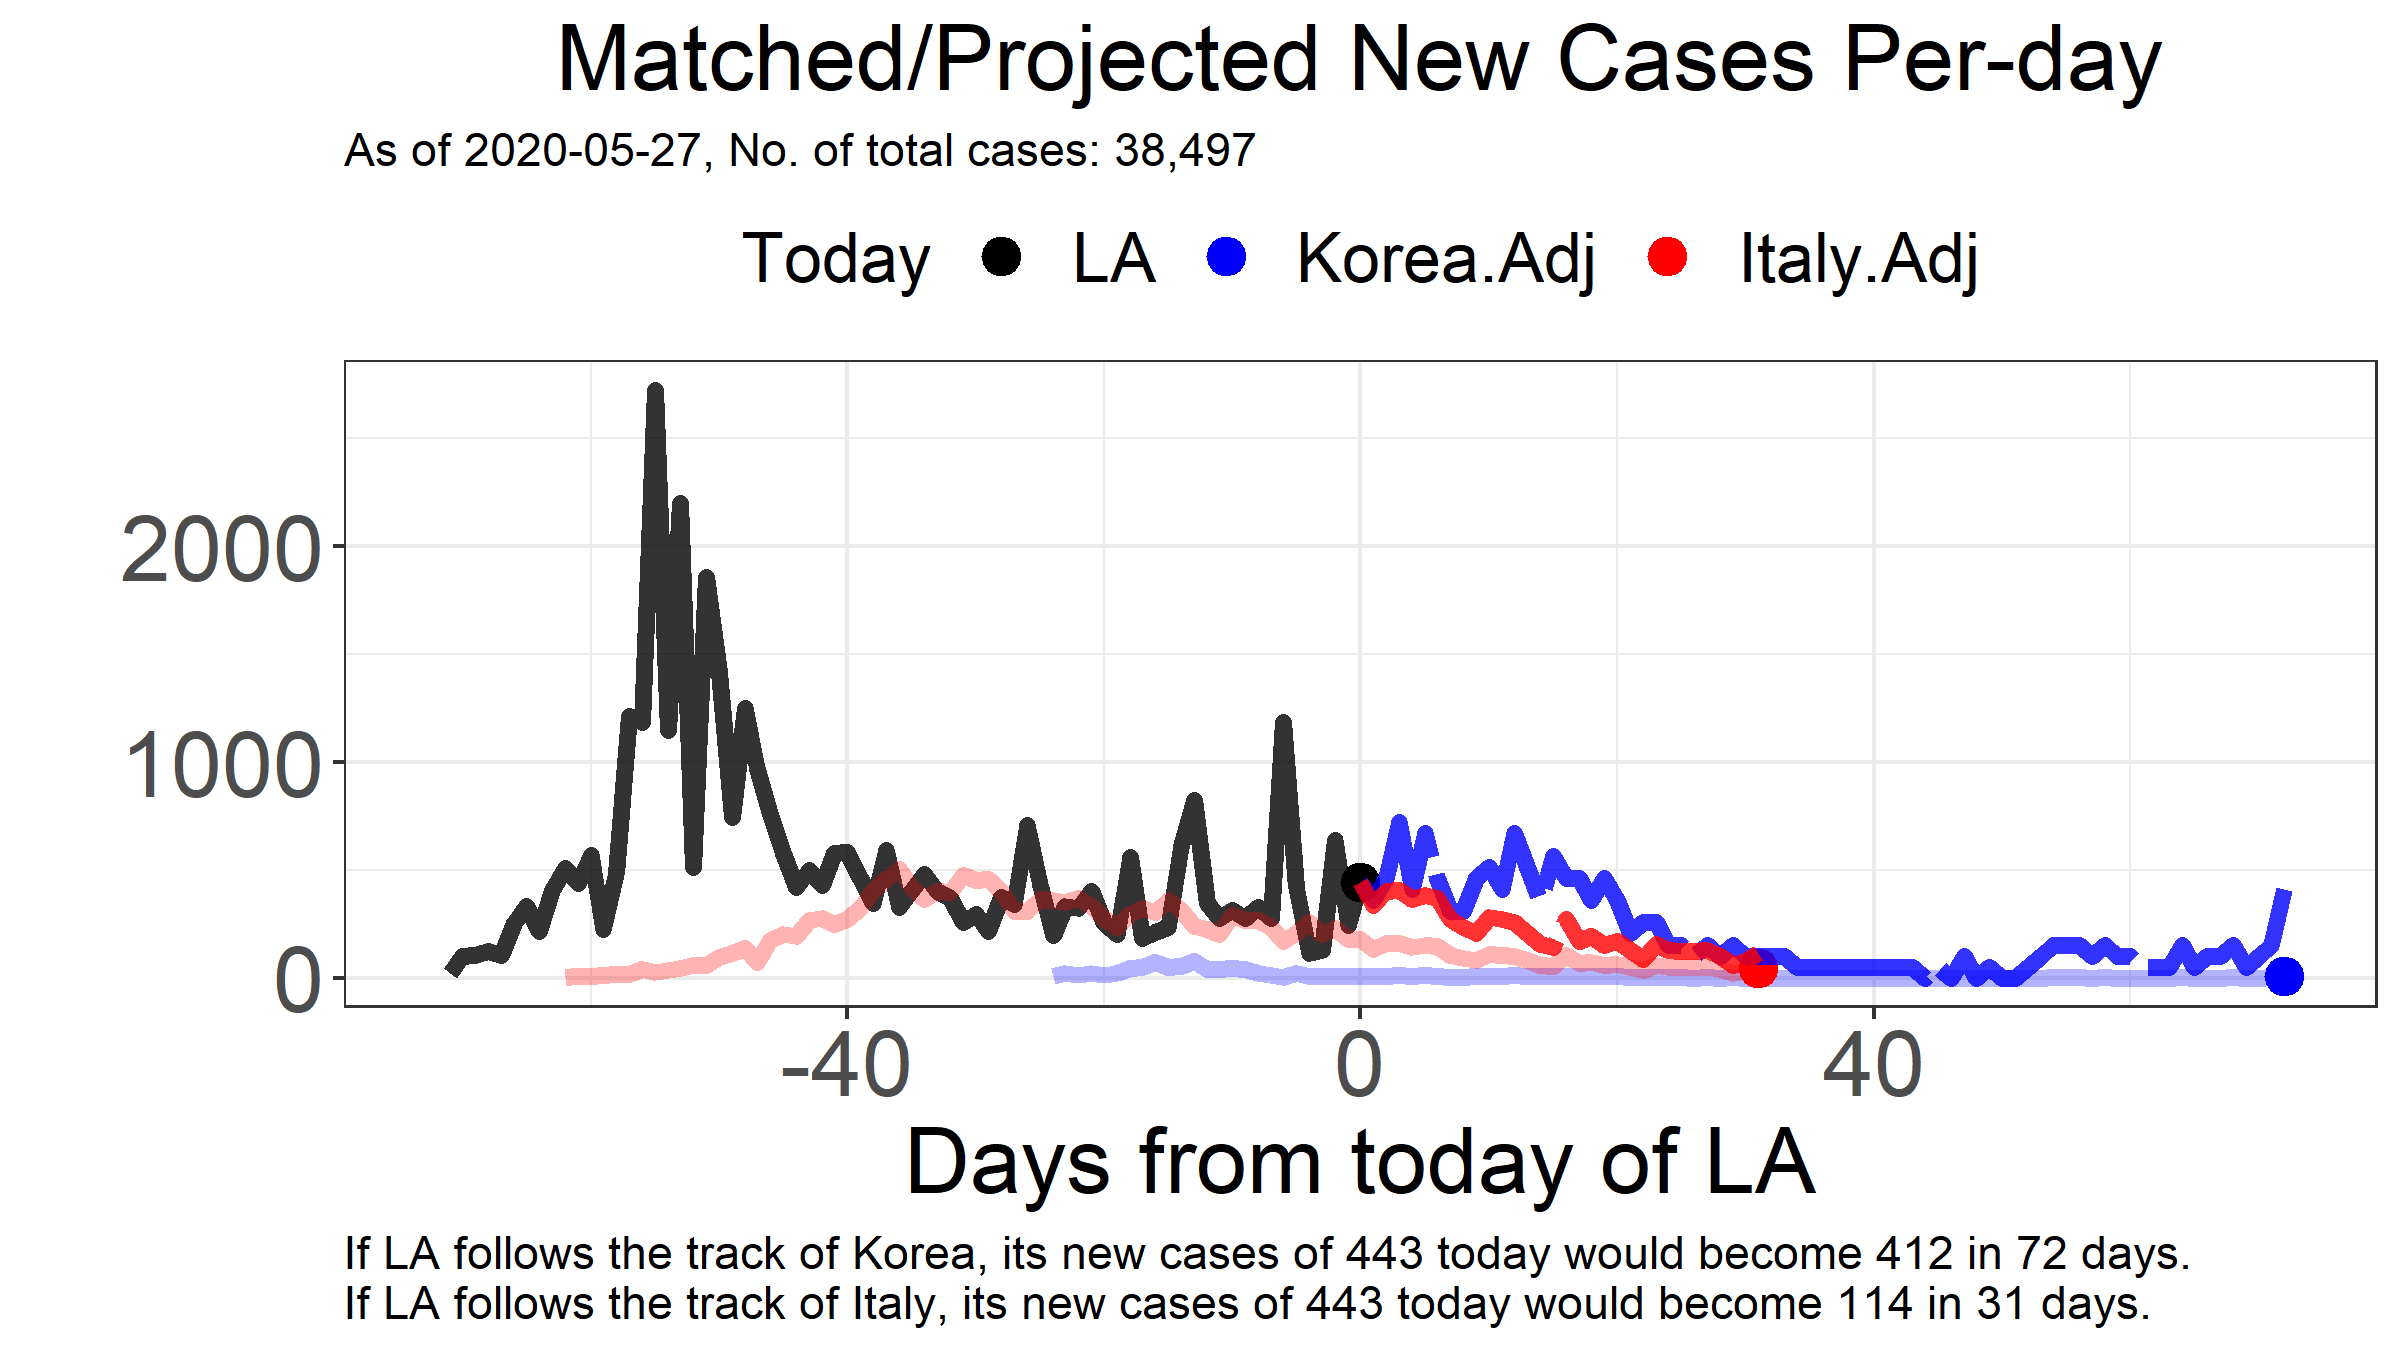 Matched/Projected New Cases Per-day
As of 2020-05-27, No. of total cases: 38,497
Today LA Korea.Adj Italy.Adj
2000
1000
0
-40 0 40
Days from today of LA
If LA follows the track of Korea, its new cases of 443 today would become 412 in 72 days.
If LA follows the track of Italy, its new cases of 443 today would become 114 in 31 days.